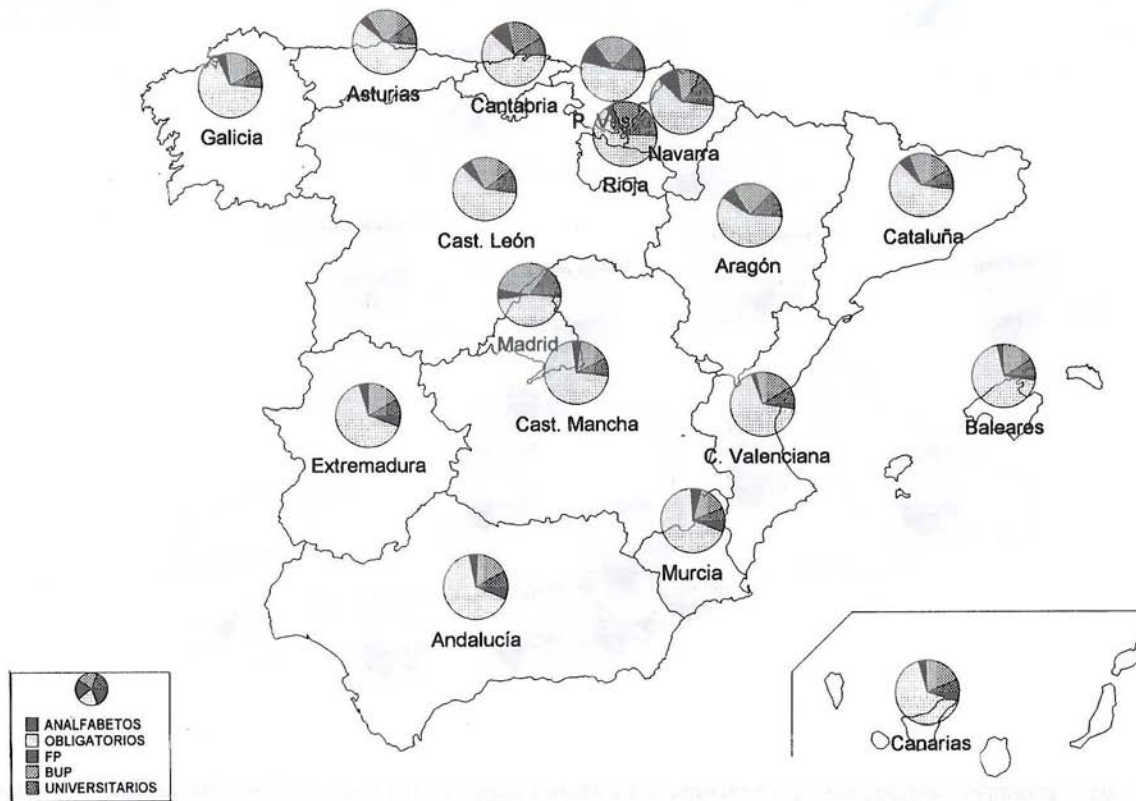 Asturias
Cantabria
Galicia
P. Vasco
Navarra
Rioja
Cast. León
Cataluña
Aragón
Madrid
Cast. Mancha
Baleares
C. Valenciana
Extremadura
Murcia
Andalucía
Canarias
ANALFABETOS
OBLIGATORIOS
FP
BUP
UNIVERSITARIOS